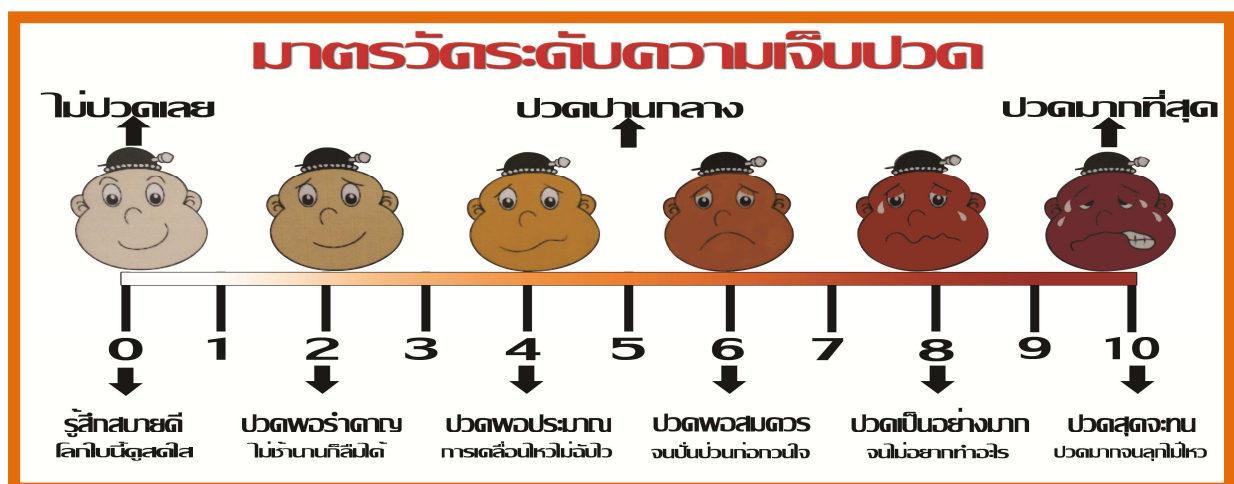 มาตรวัดระดับความเจ็บปวด
ไม่ปวดเลย ปวดปานกลาง ปวดมากที่สุด
0 1 2 3 4 5 6 7 8 9 10
รู้สึกสบายดี ปวดพอรำคาญ ปวดพอประมาณ ปวดพอสมควร ปวดเป็นอย่างมาก ปวดสุดจะทน
โลกใบนี้ดูสดใส ไม่ช้านานก็ลืมได้ การเคลื่อนไหวไม่ฉับไว จนปั่นป่วนก่อกวนใจ จนไม่อยากทำอะไร ปวดมากจนลุกไม่ไหว